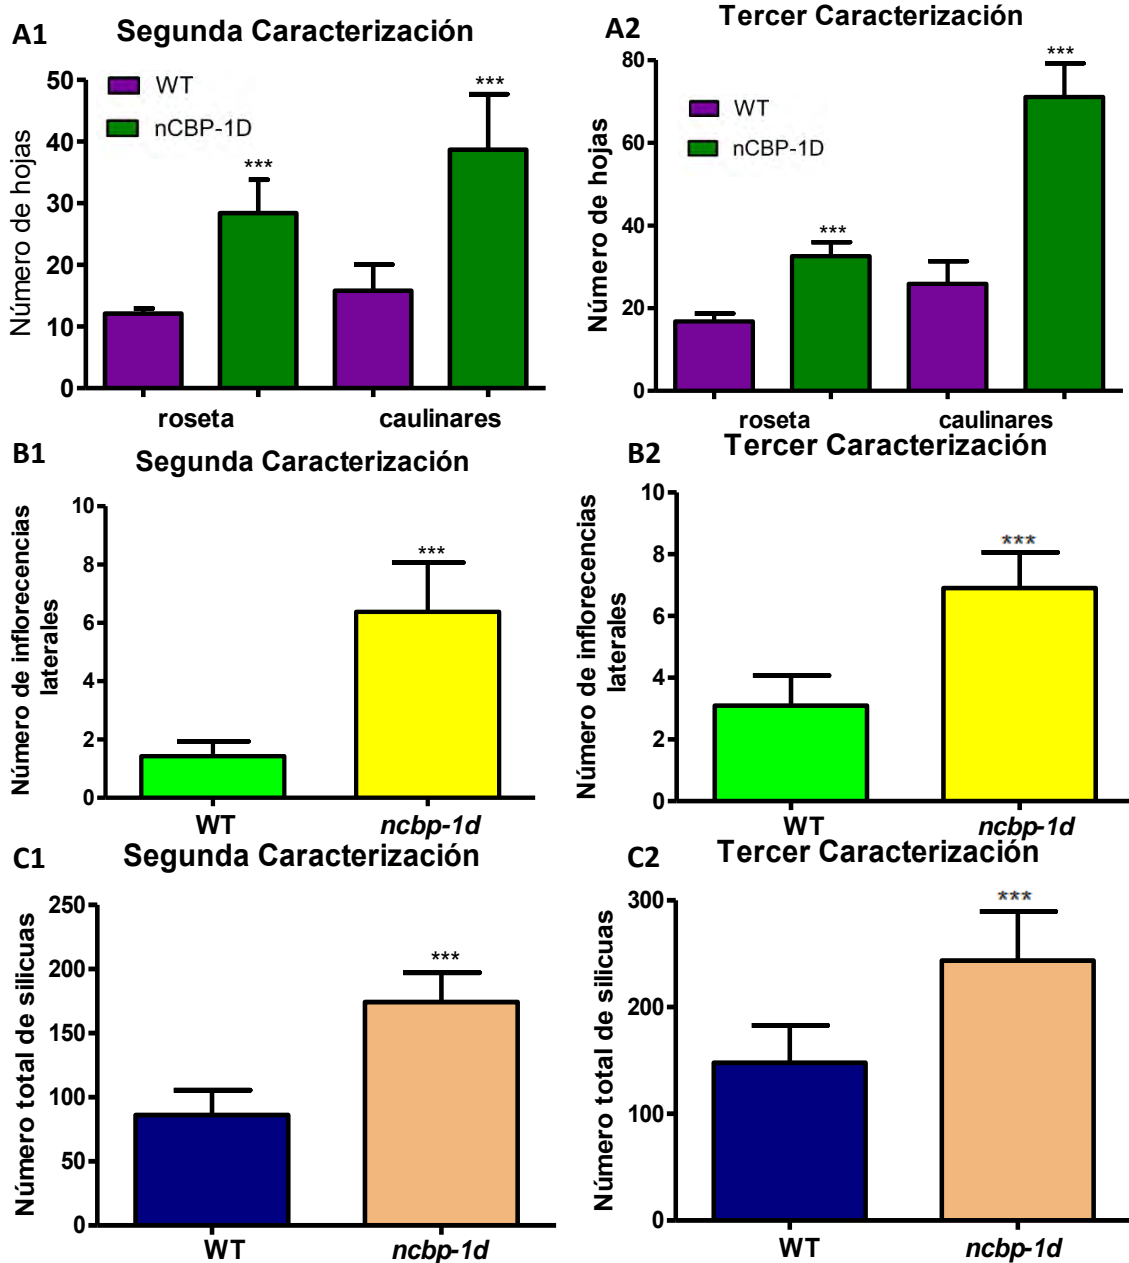 A1
Segunda Caracterización
Número de hojas
50
40
30
20
10
0
WT
nCBP-1D
***
***
roseta
caulinares
A2
Tercer Caracterización
Número de hojas
80
60
40
20
0
WT
nCBP-1D
***
***
roseta
caulinares
B1
Segunda Caracterización
Número de inflorecencias
laterales
10
8
6
4
2
0
***
WT
ncbp-1d
B2
Tercer Caracterización
Número de inflorecencias
laterales
10
8
6
4
2
0
***
WT
ncbp-1d
C1
Segunda Caracterización
Número total de silicuas
250
200
150
100
50
0
***
WT
ncbp-1d
C2
Tercer Caracterización
Número total de silicuas
300
200
100
0
***
WT
ncbp-1d